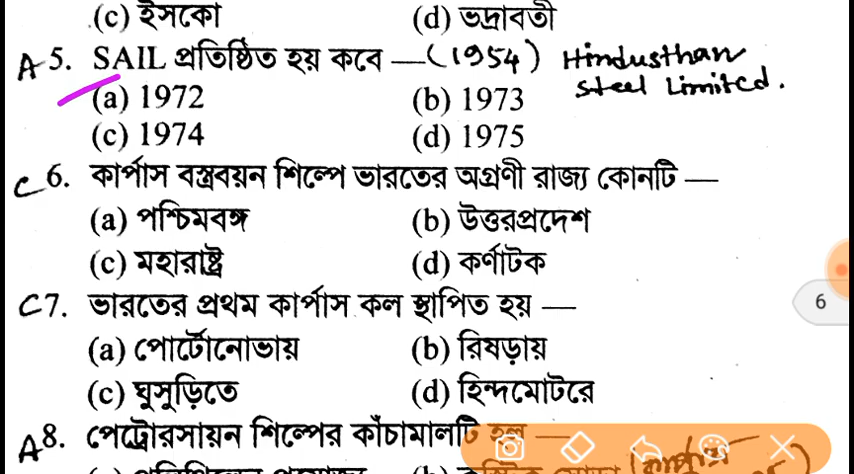 (c) ইসকো (d) ভদ্রাবতী
A 5. SAIL প্রতিষ্ঠিত হয় কবে — (1954) Hindusthan
Steel Limited.
(a) 1972 (b) 1973
(c) 1974 (d) 1975
C 6. কার্পাস বস্ত্রবয়ন শিল্পে ভারতের অগ্রণী রাজ্য কোনটি —
(a) পশ্চিমবঙ্গ (b) উত্তরপ্রদেশ
(c) মহারাষ্ট্র (d) কর্ণাটক
6
C 7. ভারতের প্রথম কার্পাস কল স্থাপিত হয় —
(a) পোর্টোনোভায় (b) রিষড়ায়
(c) ঘুসুড়িতে (d) হিন্দমোটরে
A 8. পেট্রোরসায়ন শিল্পের কাঁচামালটি হল —